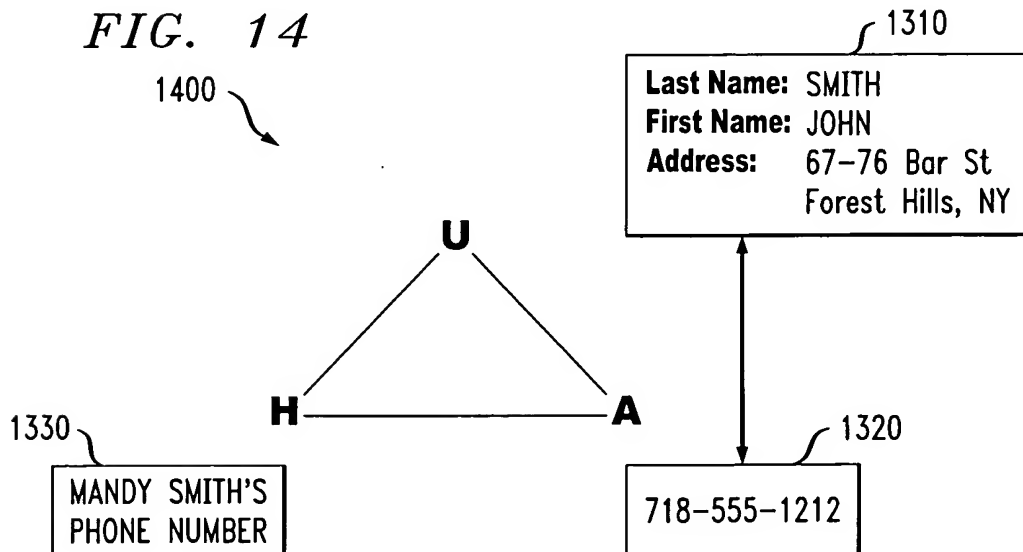 FIG. 14
1400
1310
Last Name: SMITH
First Name: JOHN
Address: 67-76 Bar St
Forest Hills, NY
U
H
A
1330
MANDY SMITH'S
PHONE NUMBER
1320
718-555-1212